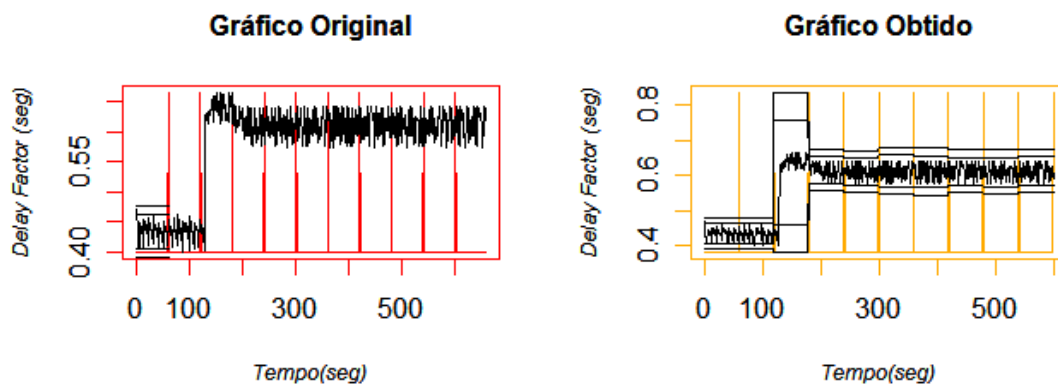 Gráfico Original
Delay Factor (seg)
0.40 0.55
0 100 300 500
Tempo(seg)
Gráfico Obtido
Delay Factor (seg)
0.4 0.6 0.8
0 100 300 500
Tempo(seg)